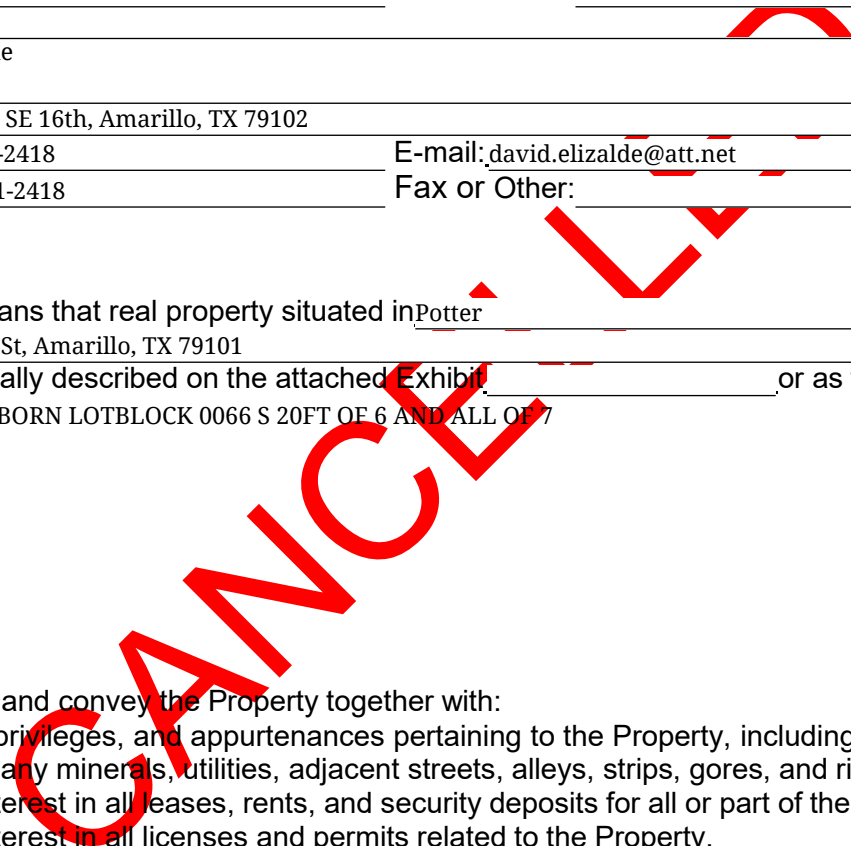 e
SE 16th, Amarillo, TX 79102
-2418 E-mail: david.elizalde@att.net
-2418 Fax or Other:
ans that real property situated in Potter
St, Amarillo, TX 79101
ally described on the attached Exhibit or as
BORN LOTBLOCK 0066 S 20FT OF 6 AND ALL OF 7
CANCELLED
and convey the Property together with:
privileges, and appurtenances pertaining to the Property, including
any minerals, utilities, adjacent streets, alleys, strips, gores, and ri
terest in all leases, rents, and security deposits for all or part of the
terest in all licenses and permits related to the Property.